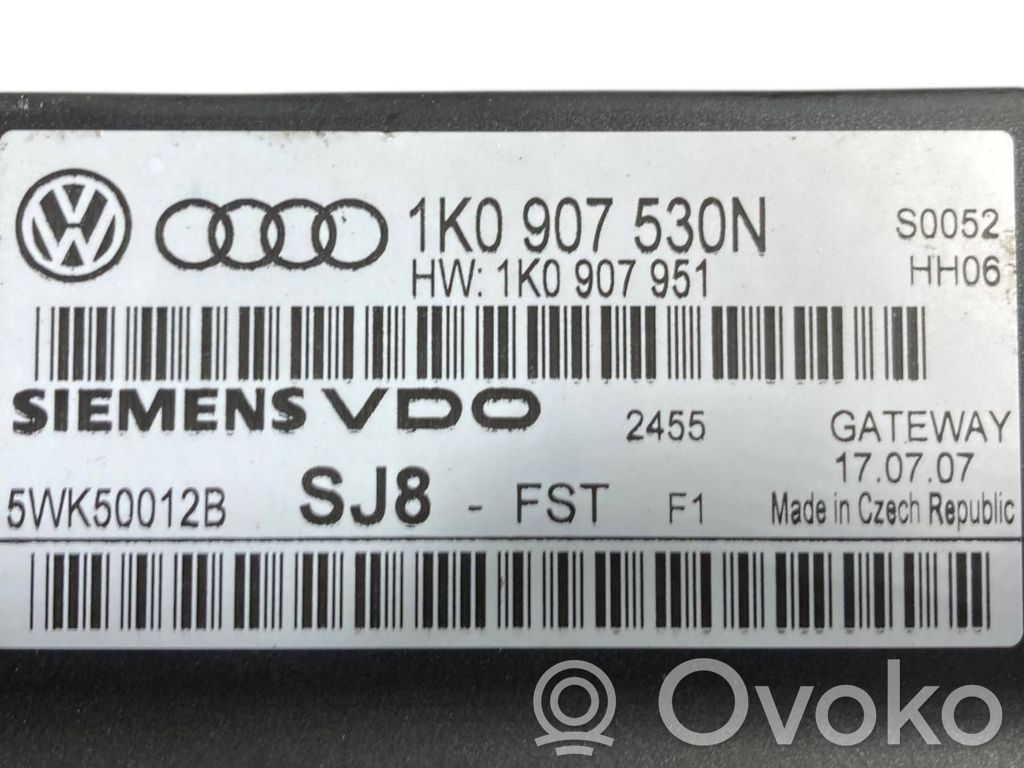 1K0 907 530N S0052
HW: 1K0 907 951 HH06
SIEMENS VDO 2455 GATEWAY
17.07.07
5WK50012B SJ8 - FST F1 Made in Czech Republic
Ovoko